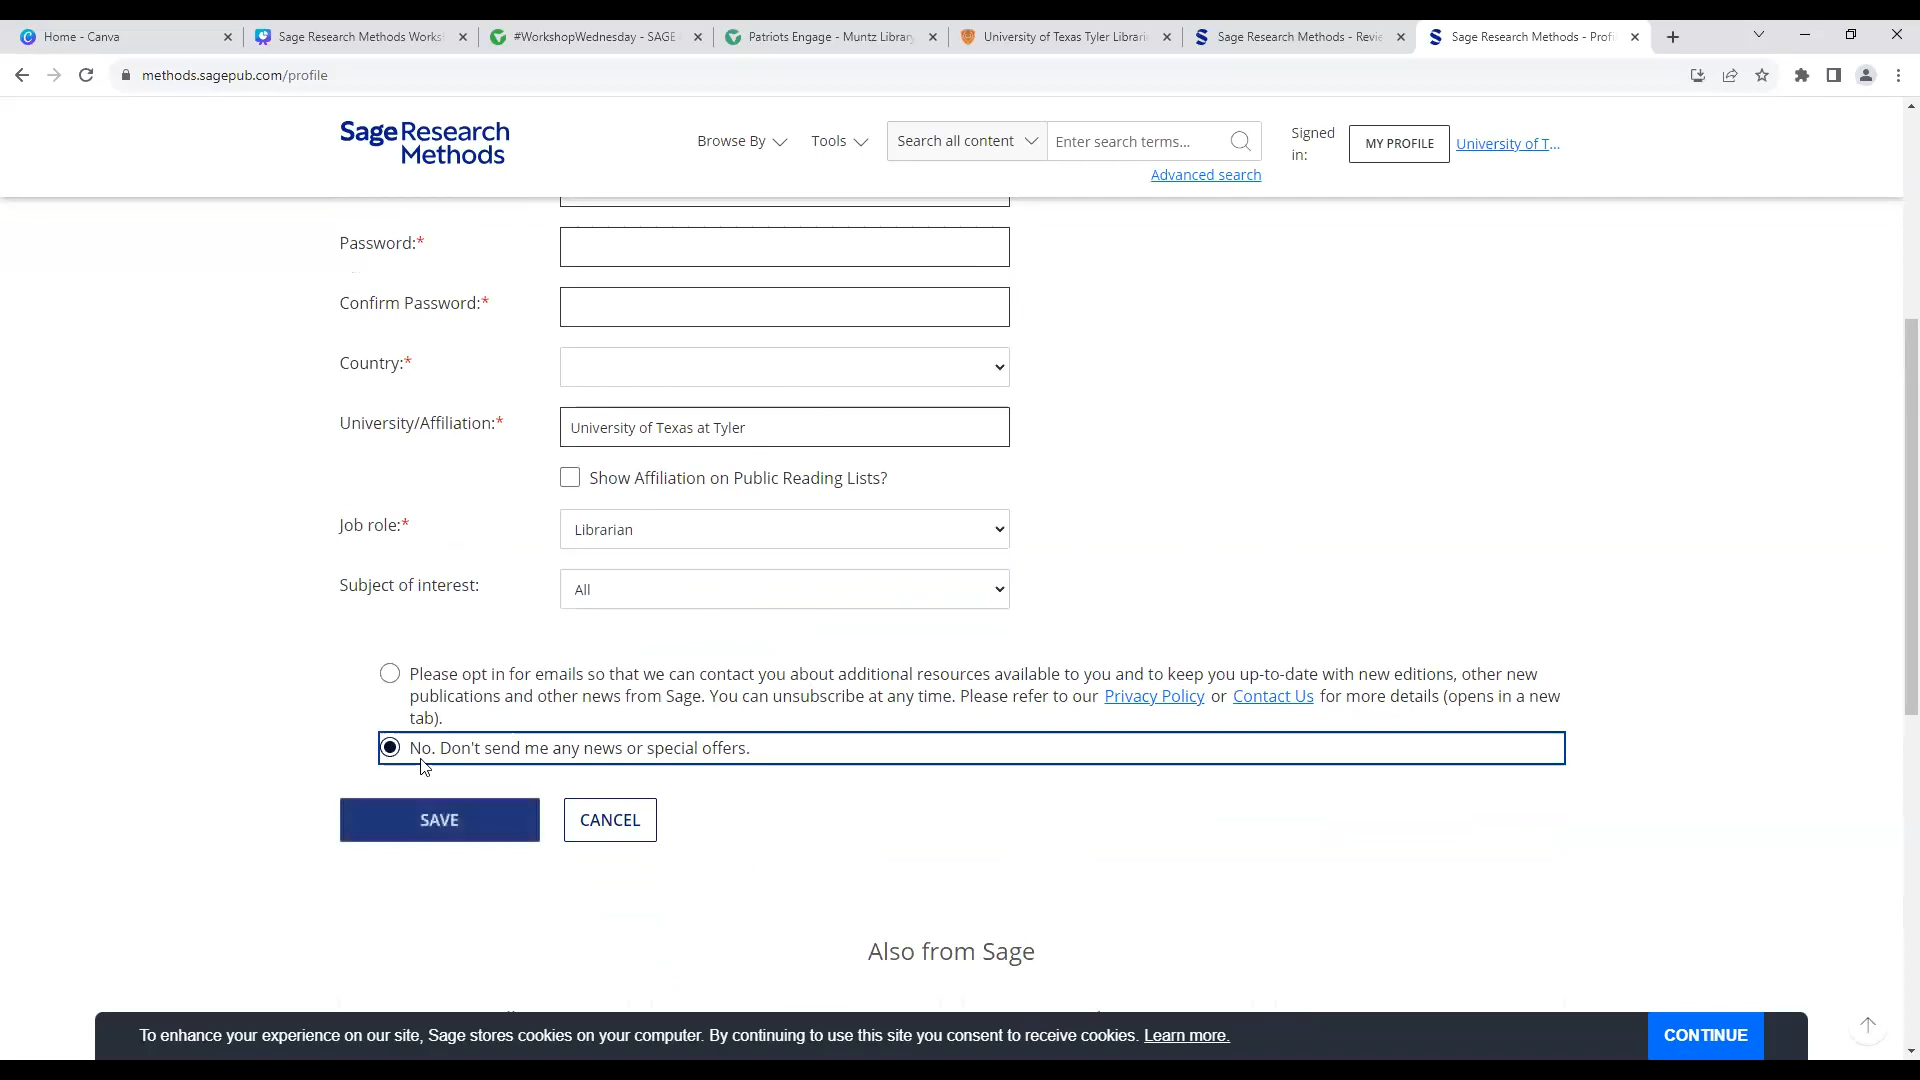 Home - Canva
Sage Research Methods Works
#WorkshopWednesday - SAGE
Patriots Engage - Muntz Library
University of Texas Tyler Librari
Sage Research Methods - Revie
Sage Research Methods - Profi
methods.sagepub.com/profile
Sage Research Methods
Browse By
Tools
Search all content
Enter search terms...
Advanced search
Signed in:
MY PROFILE
University of T...
Password:*
Confirm Password:*
Country:*
University/Affiliation:*
University of Texas at Tyler
Show Affiliation on Public Reading Lists?
Job role:*
Librarian
Subject of interest:
All
Please opt in for emails so that we can contact you about additional resources available to you and to keep you up-to-date with new editions, other new
publications and other news from Sage. You can unsubscribe at any time. Please refer to our Privacy Policy or Contact Us for more details (opens in a new
tab).
No. Don't send me any news or special offers.
SAVE
CANCEL
Also from Sage
To enhance your experience on our site, Sage stores cookies on your computer. By continuing to use this site you consent to receive cookies. Learn more.
CONTINUE